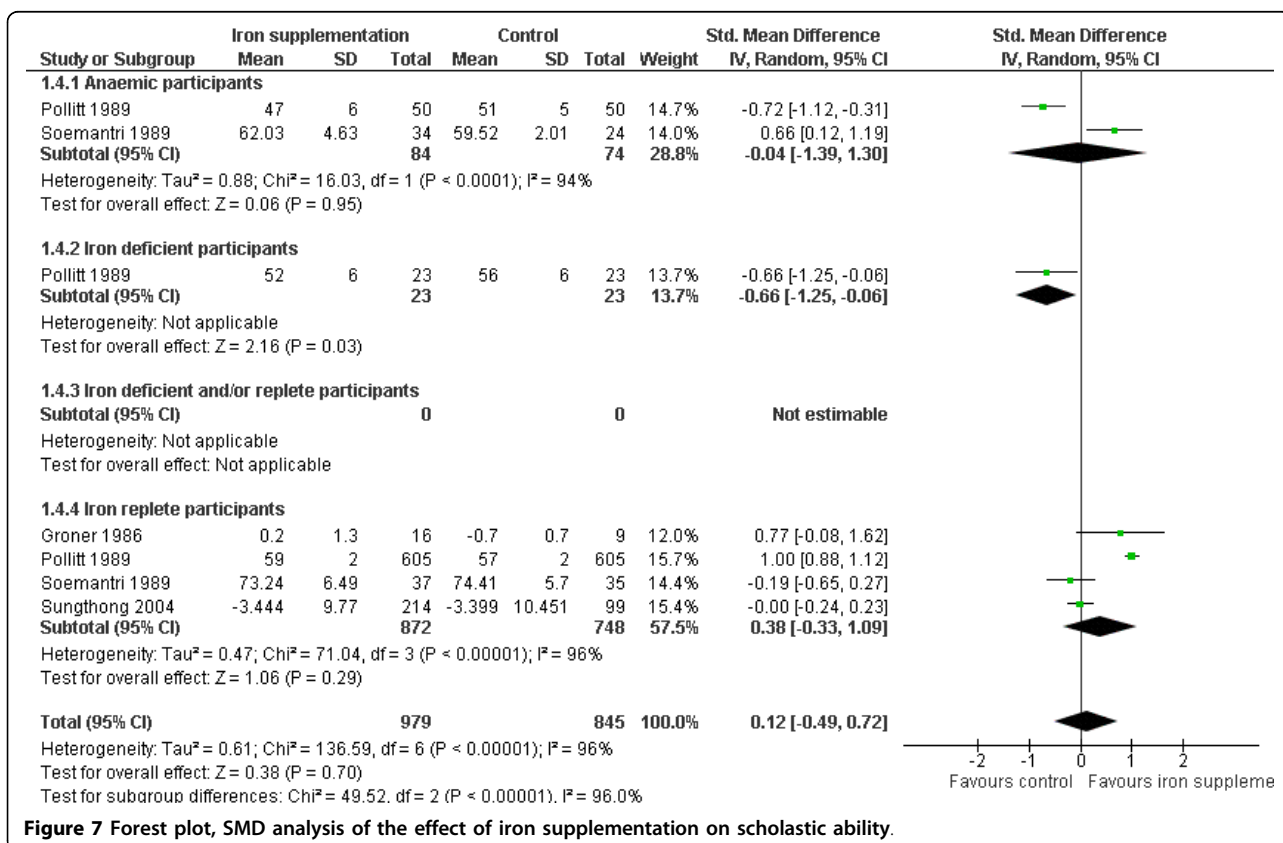 Iron supplementation Control Std. Mean Difference Std. Mean Difference
Study or Subgroup Mean SD Total Mean SD Total Weight IV, Random, 95% CI IV, Random, 95% CI
1.4.1 Anaemic participants
Pollitt 1989 47 6 50 51 5 50 14.7% -0.72 [-1.12, -0.31]
Soemantri 1989 62.03 4.63 34 59.52 2.01 24 14.0% 0.66 [0.12, 1.19]
Subtotal (95% CI) 84 74 28.8% -0.04 [-1.39, 1.30]
Heterogeneity: Tau² = 0.88; Chi² = 16.03, df = 1 (P < 0.0001); I² = 94%
Test for overall effect: Z = 0.06 (P = 0.95)
1.4.2 Iron deficient participants
Pollitt 1989 52 6 23 56 6 23 13.7% -0.66 [-1.25, -0.06]
Subtotal (95% CI) 23 23 13.7% -0.66 [-1.25, -0.06]
Heterogeneity: Not applicable
Test for overall effect: Z = 2.16 (P = 0.03)
1.4.3 Iron deficient and/or replete participants
Subtotal (95% CI) 0 0 Not estimable
Heterogeneity: Not applicable
Test for overall effect: Not applicable
1.4.4 Iron replete participants
Groner 1986 0.2 1.3 16 -0.7 0.7 9 12.0% 0.77 [-0.08, 1.62]
Pollitt 1989 59 2 605 57 2 605 15.7% 1.00 [0.88, 1.12]
Soemantri 1989 73.24 6.49 37 74.41 5.7 35 14.4% -0.19 [-0.65, 0.27]
Sungthong 2004 -3.444 9.77 214 -3.399 10.451 99 15.4% -0.00 [-0.24, 0.23]
Subtotal (95% CI) 872 748 57.5% 0.38 [-0.33, 1.09]
Heterogeneity: Tau² = 0.47; Chi² = 71.04, df = 3 (P < 0.00001); I² = 96%
Test for overall effect: Z = 1.06 (P = 0.29)
Total (95% CI) 979 845 100.0% 0.12 [-0.49, 0.72]
Heterogeneity: Tau² = 0.61; Chi² = 136.59, df = 6 (P < 0.00001); I² = 96%
Test for overall effect: Z = 0.38 (P = 0.70)
Test for subgroup differences: Chi² = 49.52, df = 2 (P < 0.00001), I² = 96.0%
-2 -1 0 1 2
Favours control Favours iron suppleme
Figure 7 Forest plot, SMD analysis of the effect of iron supplementation on scholastic ability.